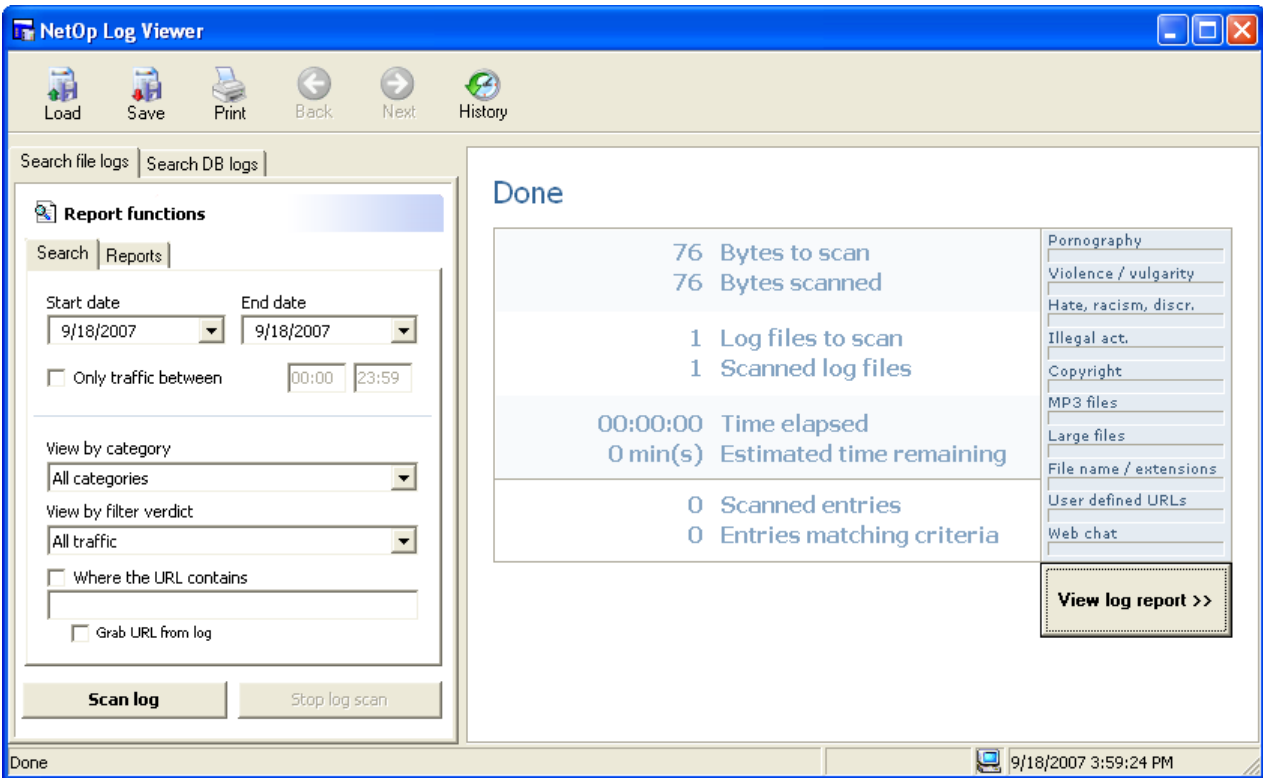 NetOp Log Viewer
Load Save Print Back Next History
Search file logs Search DB logs
Report functions
Search Reports
Start date End date
9/18/2007 9/18/2007
Only traffic between 00:00 23:59
View by category
All categories
View by filter verdict
All traffic
Where the URL contains
Grab URL from log
Scan log Stop log scan
Done
76 Bytes to scan
76 Bytes scanned
1 Log files to scan
1 Scanned log files
00:00:00 Time elapsed
0 min(s) Estimated time remaining
0 Scanned entries
0 Entries matching criteria
Pornography
Violence / vulgarity
Hate, racism, discr.
Illegal act.
Copyright
MP3 files
Large files
File name / extensions
User defined URLs
Web chat
View log report >>
Done 9/18/2007 3:59:24 PM